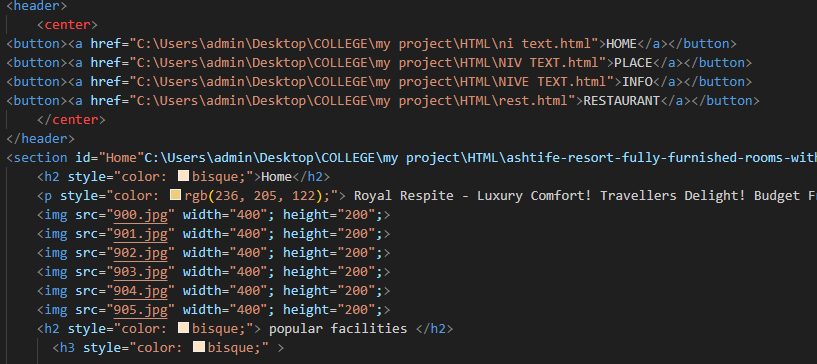 <header>
<center>
<button><a href="C:\Users\admin\Desktop\COLLEGE\my project\HTML\ni text.html">HOME</a></button>
<button><a href="C:\Users\admin\Desktop\COLLEGE\my project\HTML\NIV TEXT.html">PLACE</a></button>
<button><a href="C:\Users\admin\Desktop\COLLEGE\my project\HTML\NIVE TEXT.html">INFO</a></button>
<button><a href="C:\Users\admin\Desktop\COLLEGE\my project\HTML\rest.html">RESTAURANT</a></button>
</center>
</header>
<section id="Home"C:\Users\admin\Desktop\COLLEGE\my project\HTML\ashtife-resort-fully-furnished-rooms-with
<h2 style="color: bisque;">Home</h2>
<p style="color: rgb(236, 205, 122);"> Royal Respite - Luxury Comfort! Travellers Delight! Budget Fr
<img src="900.jpg" width="400"; height="200";>
<img src="901.jpg" width="400"; height="200";>
<img src="902.jpg" width="400"; height="200";>
<img src="903.jpg" width="400"; height="200";>
<img src="904.jpg" width="400"; height="200";>
<img src="905.jpg" width="400"; height="200";>
<h2 style="color: bisque;"> popular facilities </h2>
<h3 style="color: bisque;" >